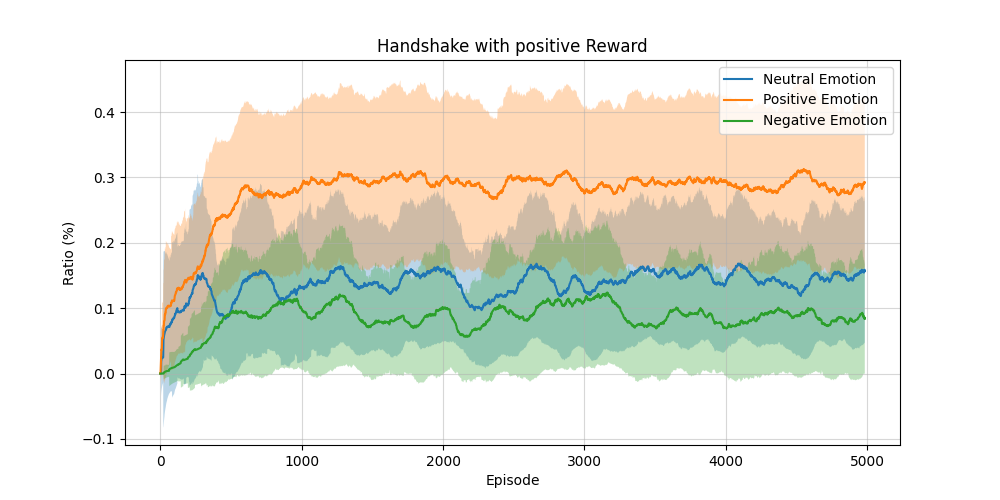 Handshake with positive Reward
Neutral Emotion
Positive Emotion
Negative Emotion
Ratio (%)
0.4
0.3
0.2
0.1
0.0
−0.1
0 1000 2000 3000 4000 5000
Episode